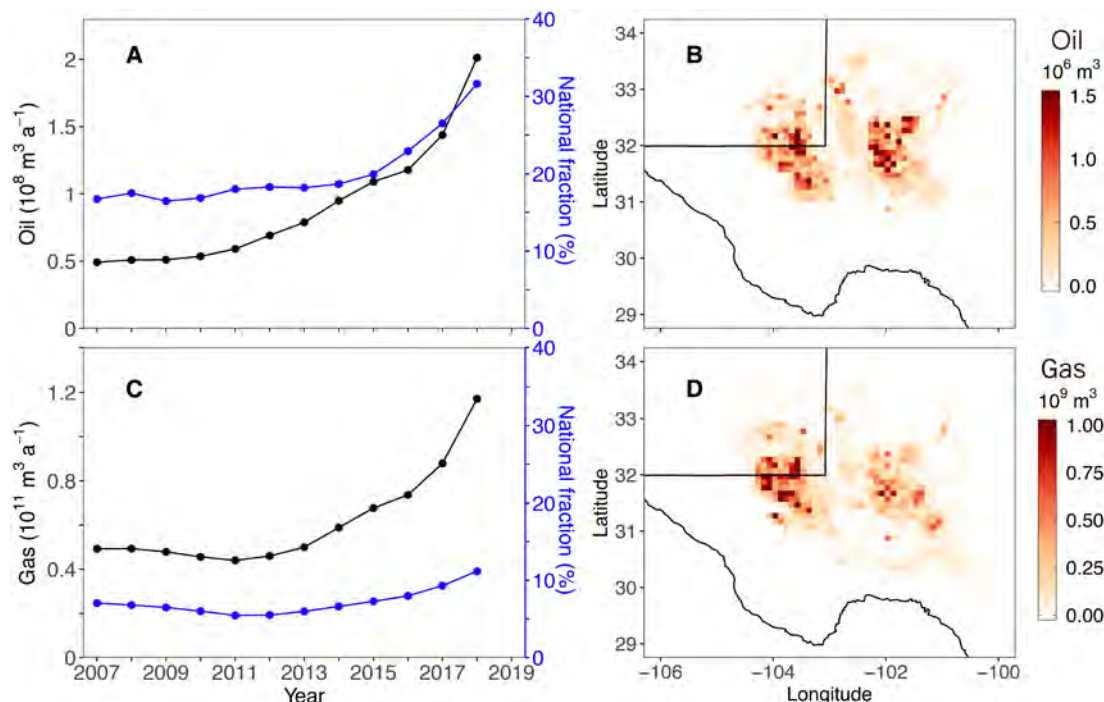 A
Oil (10⁸ m³ a⁻¹)
2
1.5
1
0.5
0
National fraction (%)
40
30
20
10
0
B
Latitude
34
33
32
31
30
29
Oil
10⁶ m³
1.5
1.0
0.5
0.0
C
Gas (10¹¹ m³ a⁻¹)
1.2
0.8
0.4
0
National fraction (%)
40
30
20
10
0
2007 2009 2011 2013 2015 2017 2019
Year
D
Latitude
34
33
32
31
30
29
−106 −104 −102 −100
Longitude
Gas
10⁹ m³
1.00
0.75
0.50
0.25
0.00